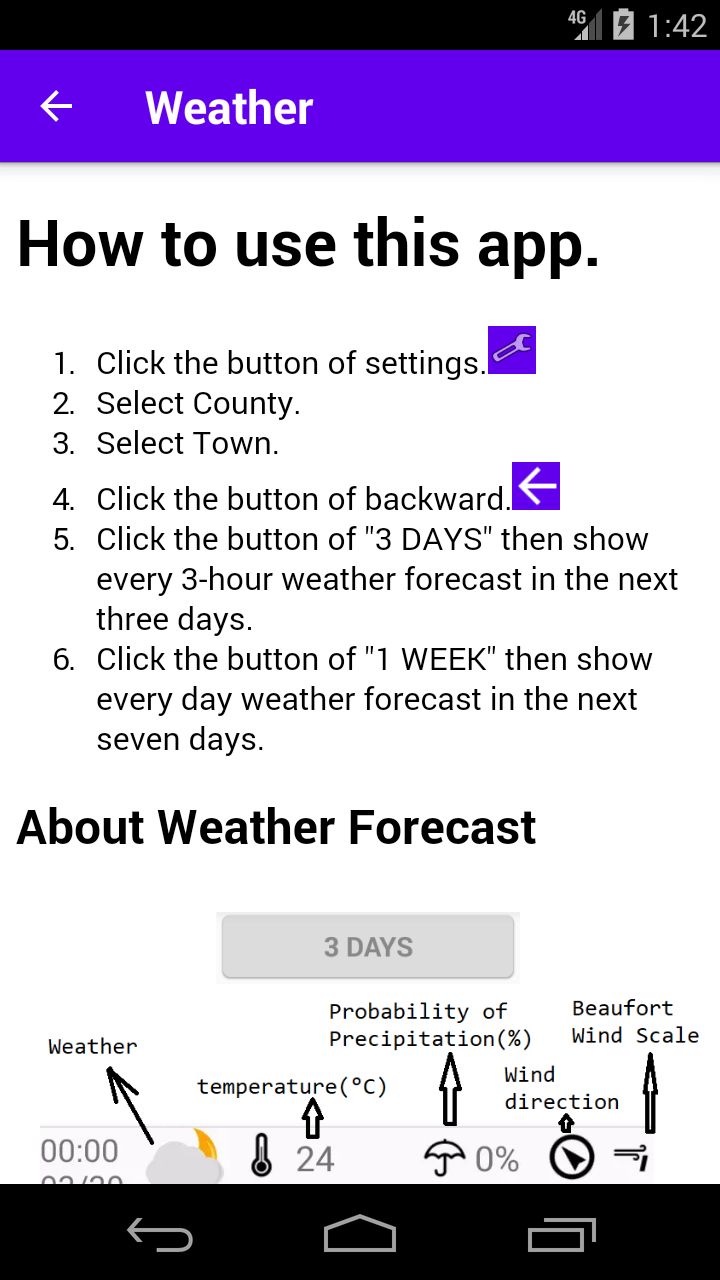 4G 1:42
Weather
How to use this app.
1. Click the button of settings.
2. Select County.
3. Select Town.
4. Click the button of backward.
5. Click the button of "3 DAYS" then show
every 3-hour weather forecast in the next
three days.
6. Click the button of "1 WEEK" then show
every day weather forecast in the next
seven days.
About Weather Forecast
3 DAYS
Probability of
Precipitation(%)
Beaufort
Wind Scale
Weather
temperature(°C)
Wind
direction
00:00 24 0%